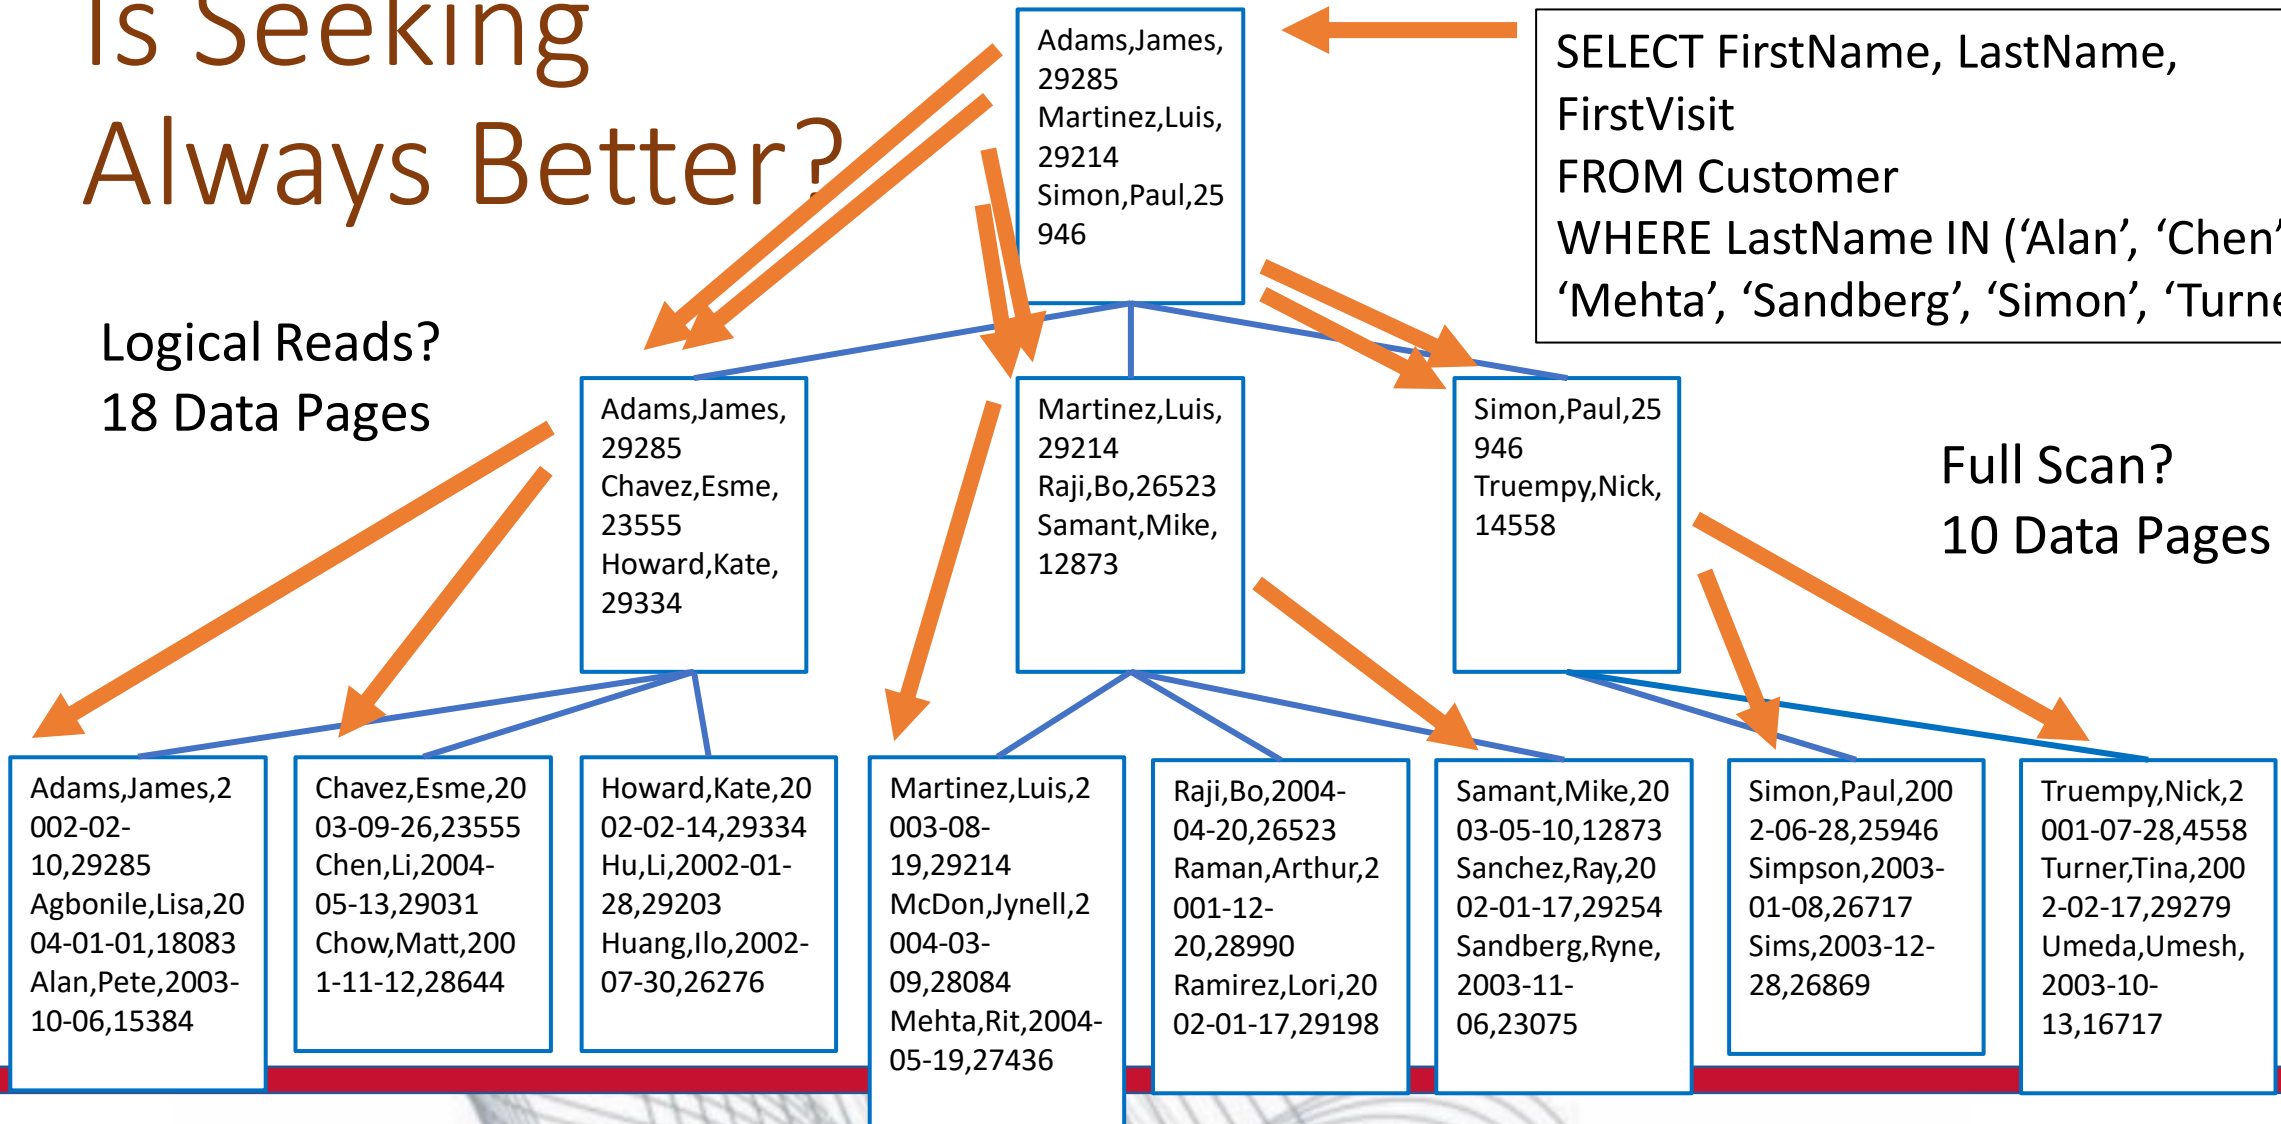 Is Seeking
Always Better?
Adams,James,
29285
Martinez,Luis,
29214
Simon,Paul,25
946
SELECT FirstName, LastName,
FirstVisit
FROM Customer
WHERE LastName IN (‘Alan’, ‘Chen’
‘Mehta’, ‘Sandberg’, ‘Simon’, ‘Turne
Logical Reads?
18 Data Pages
Adams,James,
29285
Chavez,Esme,
23555
Howard,Kate,
29334
Martinez,Luis,
29214
Raji,Bo,26523
Samant,Mike,
12873
Simon,Paul,25
946
Truempy,Nick,
14558
Full Scan?
10 Data Pages
Adams,James,2
002-02-
10,29285
Agbonile,Lisa,20
04-01-01,18083
Alan,Pete,2003-
10-06,15384
Chavez,Esme,20
03-09-26,23555
Chen,Li,2004-
05-13,29031
Chow,Matt,200
1-11-12,28644
Howard,Kate,20
02-02-14,29334
Hu,Li,2002-01-
28,29203
Huang,Ilo,2002-
07-30,26276
Martinez,Luis,2
003-08-
19,29214
McDon,Jynell,2
004-03-
09,28084
Mehta,Rit,2004-
05-19,27436
Raji,Bo,2004-
04-20,26523
Raman,Arthur,2
001-12-
20,28990
Ramirez,Lori,20
02-01-17,29198
Samant,Mike,20
03-05-10,12873
Sanchez,Ray,20
02-01-17,29254
Sandberg,Ryne,
2003-11-
06,23075
Simon,Paul,200
2-06-28,25946
Simpson,2003-
01-08,26717
Sims,2003-12-
28,26869
Truempy,Nick,2
001-07-28,4558
Turner,Tina,200
2-02-17,29279
Umeda,Umesh,
2003-10-
13,16717